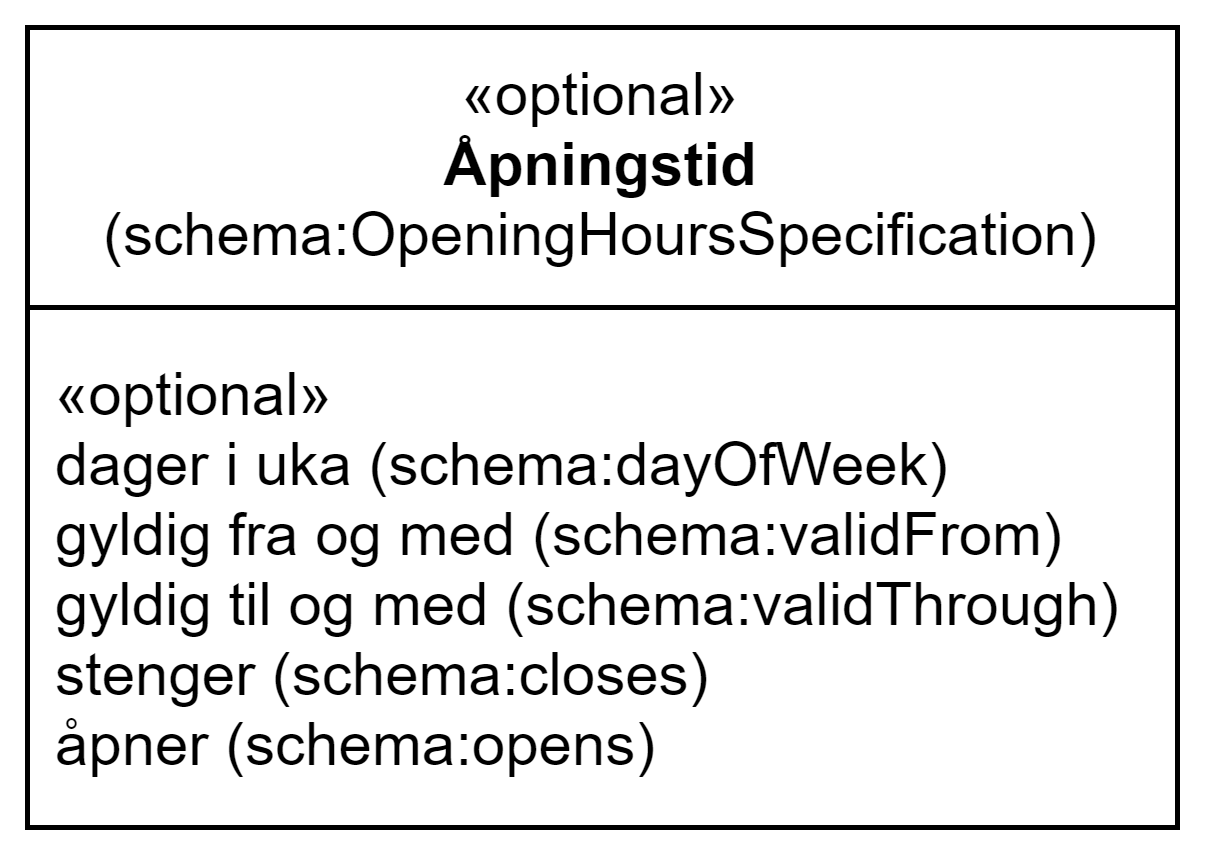 «optional»
Åpningstid
(schema:OpeningHoursSpecification)
«optional»
dager i uka (schema:dayOfWeek)
gyldig fra og med (schema:validFrom)
gyldig til og med (schema:validThrough)
stenger (schema:closes)
åpner (schema:opens)